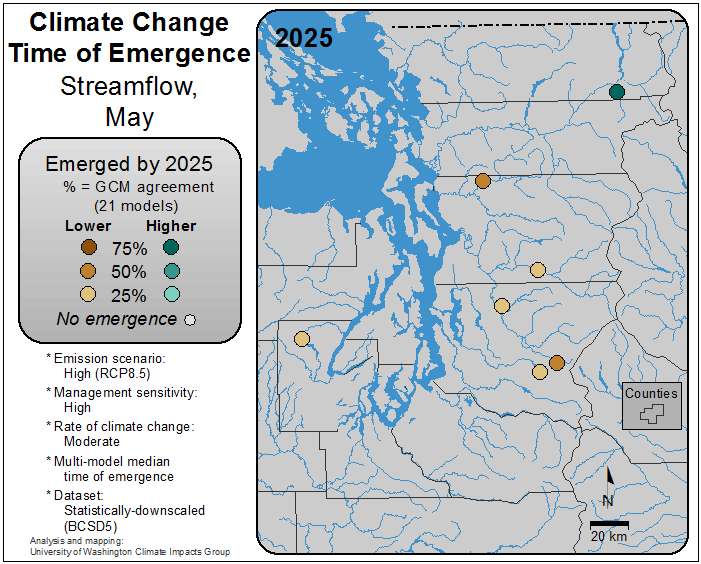 Climate Change
Time of Emergence
Streamflow,
May
Emerged by 2025
% = GCM agreement
(21 models)
Lower Higher
75%
50%
25%
No emergence
* Emission scenario:
High (RCP8.5)
* Management sensitivity:
High
* Rate of climate change:
Moderate
* Multi-model median
time of emergence
* Dataset:
Statistically-downscaled
(BCSD5)
Analysis and mapping:
University of Washington Climate Impacts Group
2025
Counties
N
20 km